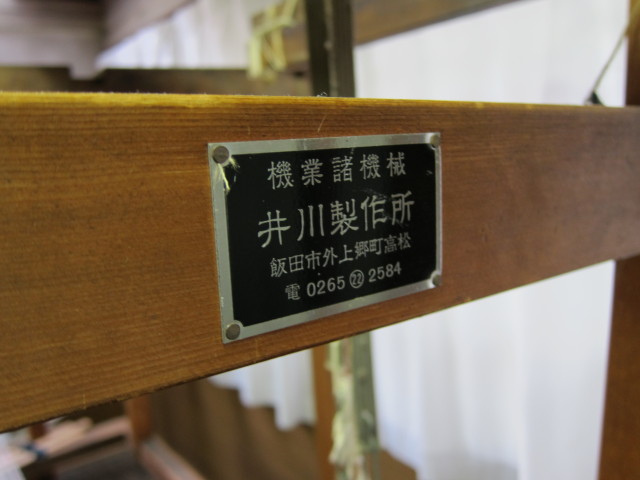 機業諸機械
井川製作所
飯田市外上郷町高松
電 0265 ㉒ 2584